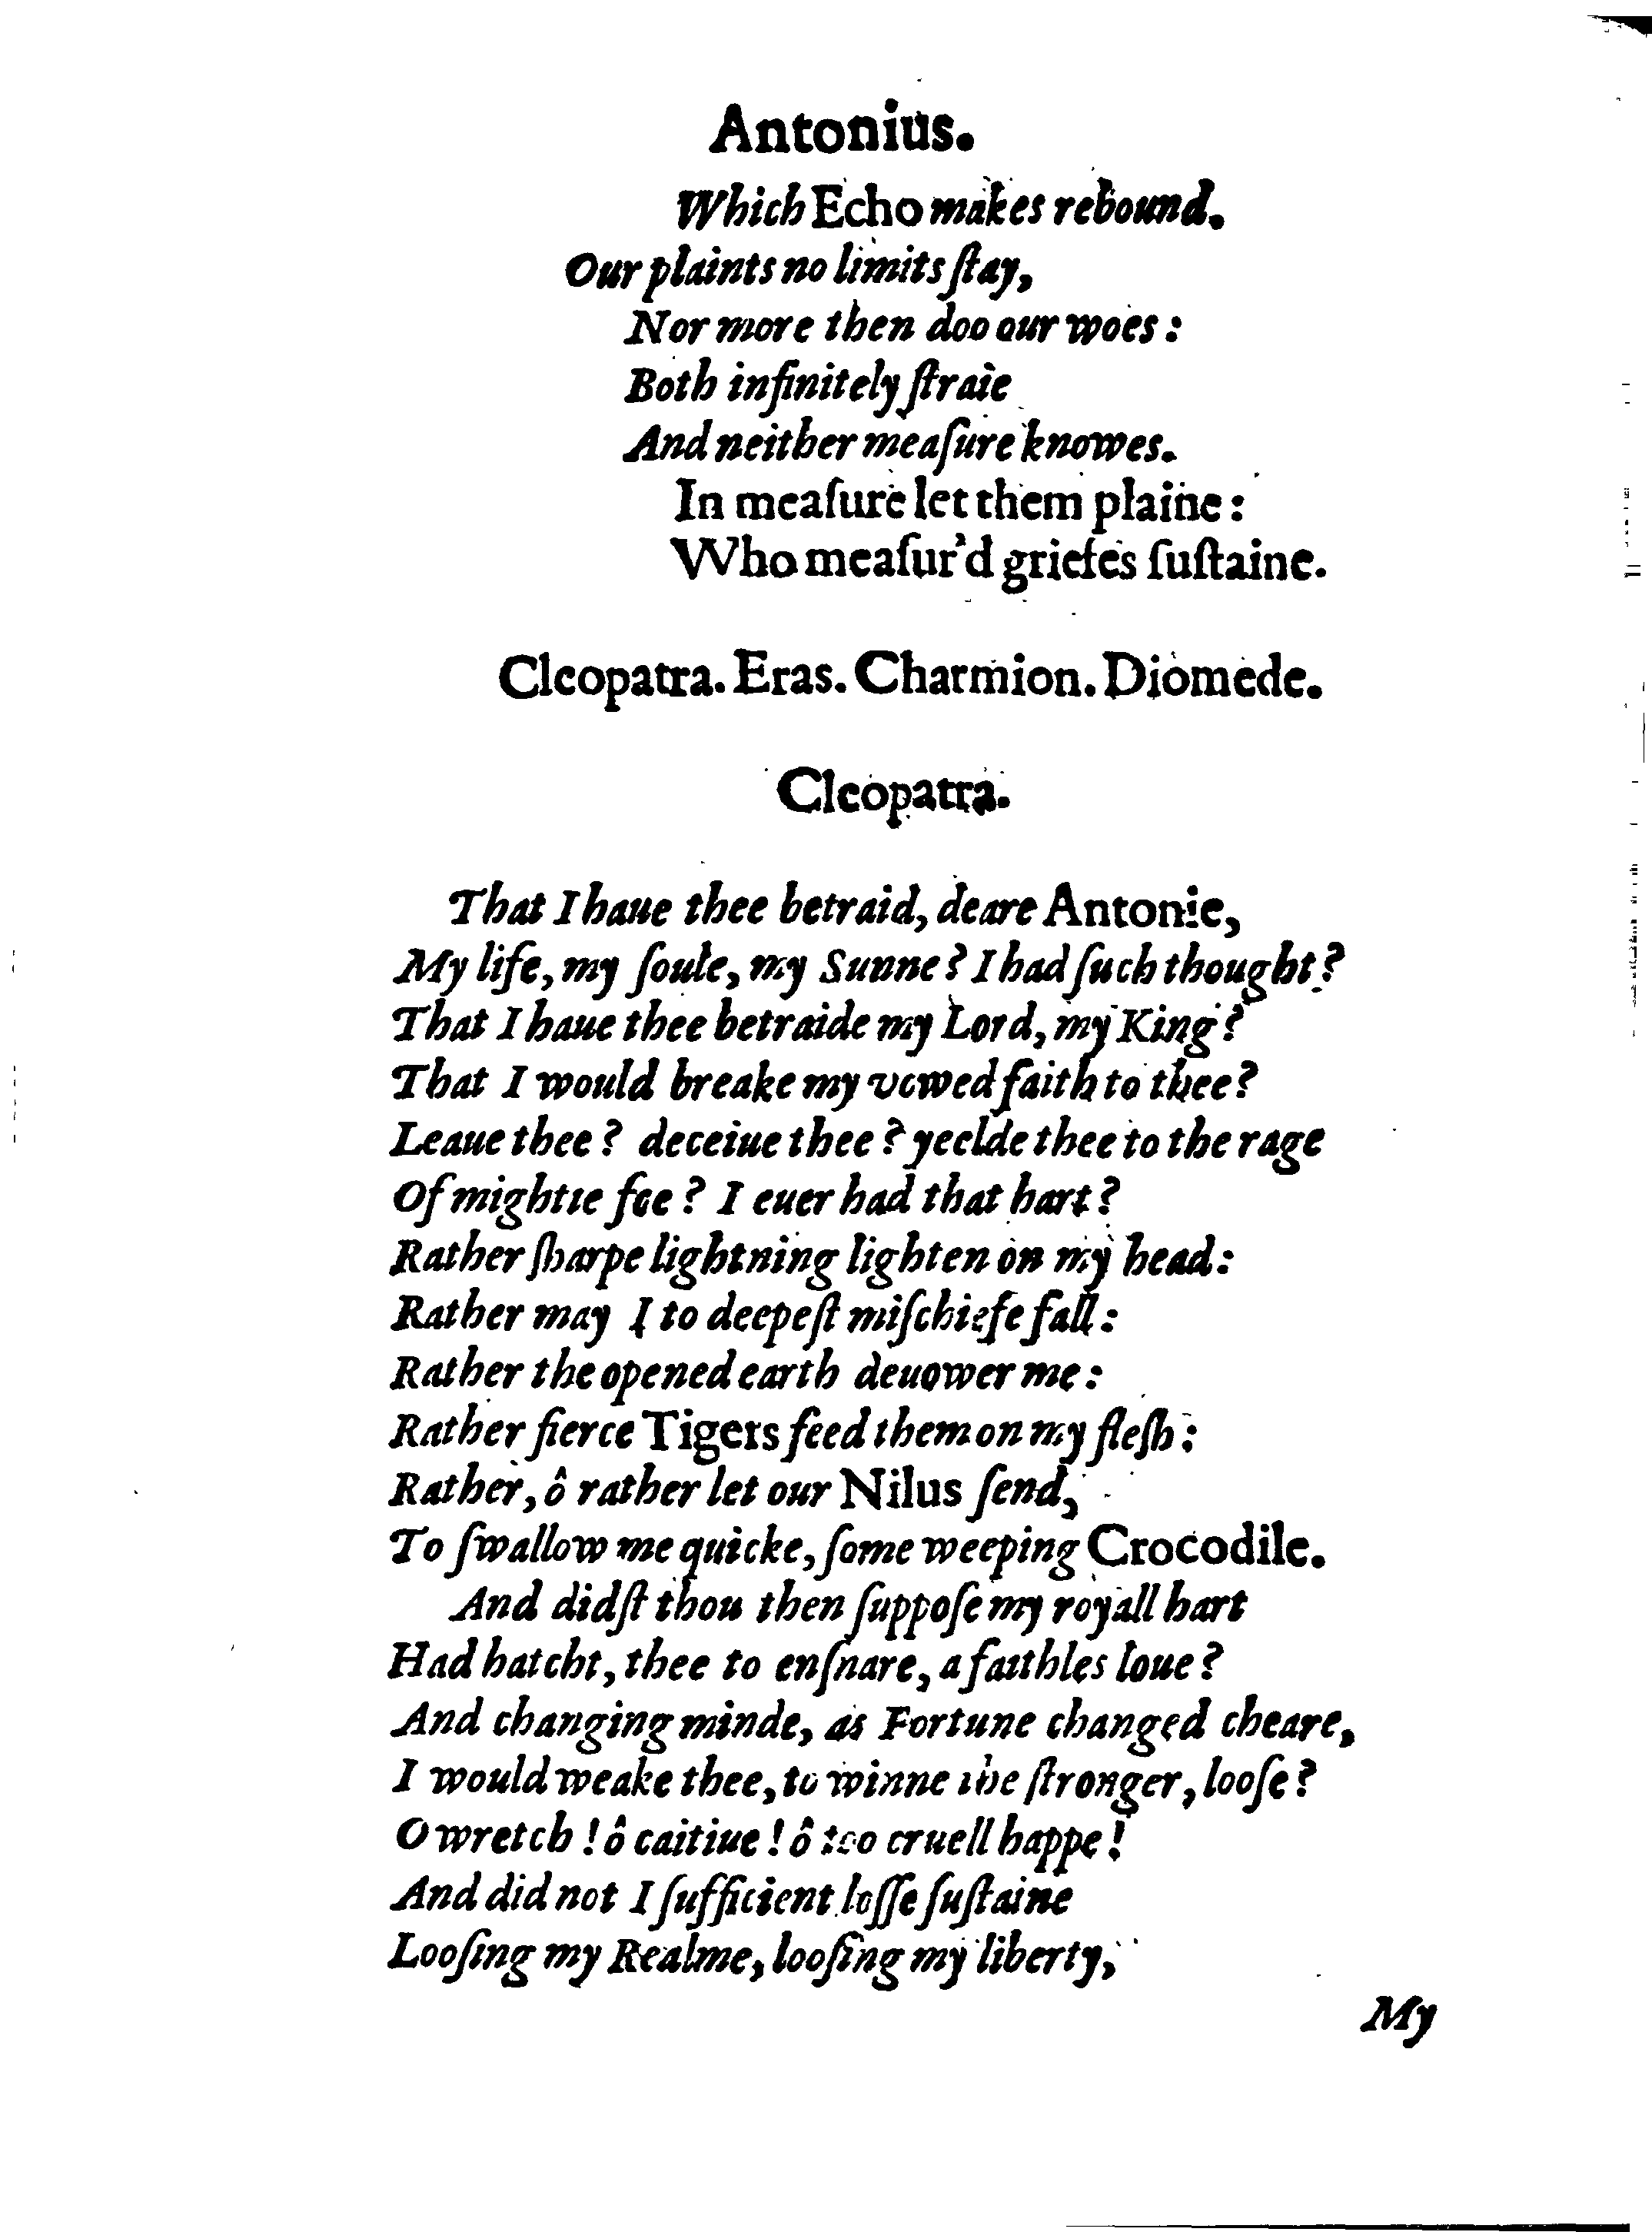 Antonius.
Which Echo makes rebound.
Our plaints no limits ſtay,
Nor more then doo our woes:
Both infinitely ſtraie
And neither meaſure knowes.
In meaſure let them plaine:
Who meaſur'd griefes ſuſtaine.
Cleopatra. Eras. Charmion. Diomede.
Cleopatra.
That I haue thee betraid, deare Antonie,
My life, my ſoule, my Sunne? I had ſuch thought?
That I haue thee betraide my Lord, my King?
That I would breake my vowed faith to thee?
Leaue thee? deceiue thee? yeelde thee to the rage
Of mightie foe? I euer had that hart?
Rather ſharpe lightning lighten on my head:
Rather may I to deepeſt miſchiefe fall:
Rather the opened earth deuower me:
Rather fierce Tigers feed them on my fleſh:
Rather, ô rather let our Nilus ſend,
To ſwallow me quicke, ſome weeping Crocodile.
And didſt thou then ſuppoſe my royall hart
Had hatcht, thee to enſnare, a faithles loue?
And changing minde, as Fortune changed cheare,
I would weake thee, to winne the ſtronger, looſe?
O wretch! ô caitiue! ô too cruell happe!
And did not I ſufficient loſſe ſuſtaine
Looſing my Realme, looſing my liberty,
My